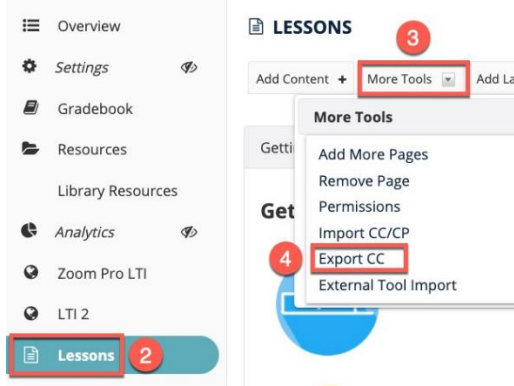 Overview
Settings
Gradebook
Resources
Library Resources
Analytics
Zoom Pro LTI
LTI 2
Lessons 2
LESSONS
3
Add Content + More Tools Add La
More Tools
Getti
Add More Pages
Remove Page
Get
Permissions
Import CC/CP
4 Export CC
External Tool Import